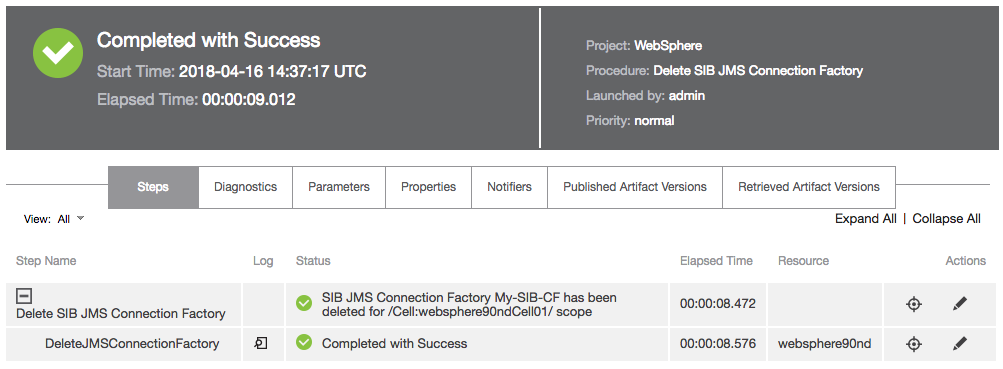 Completed with Success
Start Time: 2018-04-16 14:37:17 UTC
Elapsed Time: 00:00:09.012
Project: WebSphere
Procedure: Delete SIB JMS Connection Factory
Launched by: admin
Priority: normal
Steps Diagnostics Parameters Properties Notifiers Published Artifact Versions Retrieved Artifact Versions
View: All
Expand All | Collapse All
Step Name Log Status Elapsed Time Resource Actions
Delete SIB JMS Connection Factory
SIB JMS Connection Factory My-SIB-CF has been
deleted for /Cell:websphere90ndCell01/ scope
00:00:08.472
DeleteJMSConnectionFactory Completed with Success 00:00:08.576 websphere90nd